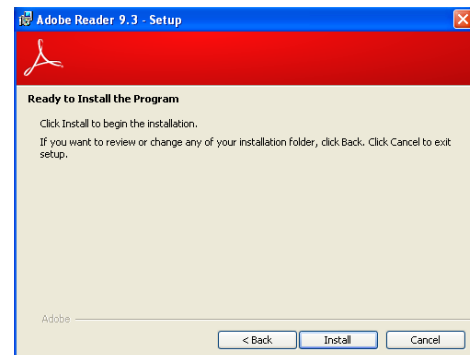 Adobe Reader 9.3 - Setup
Ready to Install the Program
Click Install to begin the installation.
If you want to review or change any of your installation folder, click Back. Click Cancel to exit
setup.
Adobe
< Back Install Cancel